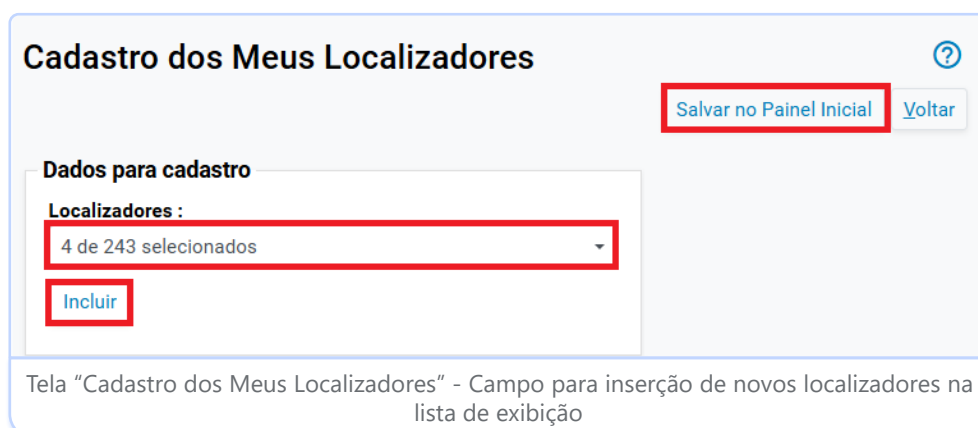 Cadastro dos Meus Localizadores
Salvar no Painel Inicial
Voltar
Dados para cadastro
Localizadores :
4 de 243 selecionados
Incluir
Tela “Cadastro dos Meus Localizadores” - Campo para inserção de novos localizadores na
lista de exibição